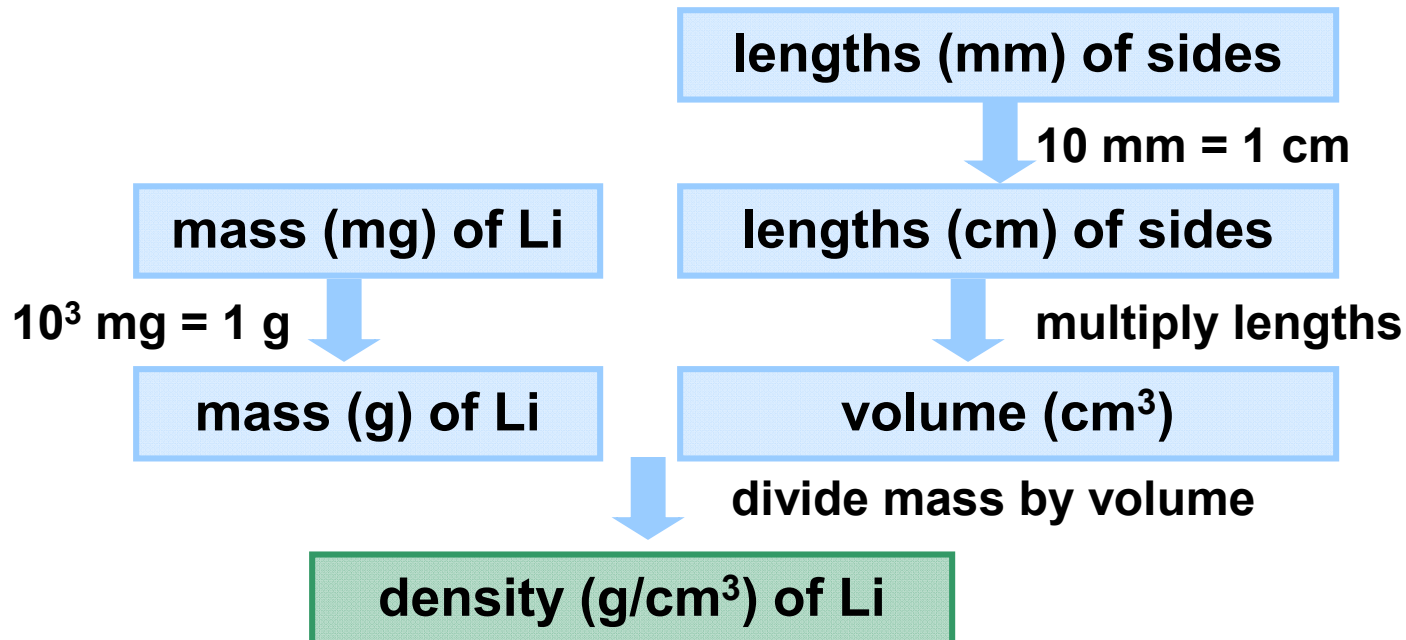 lengths (mm) of sides
10 mm = 1 cm
mass (mg) of Li
lengths (cm) of sides
10³ mg = 1 g
multiply lengths
mass (g) of Li
volume (cm³)
divide mass by volume
density (g/cm³) of Li